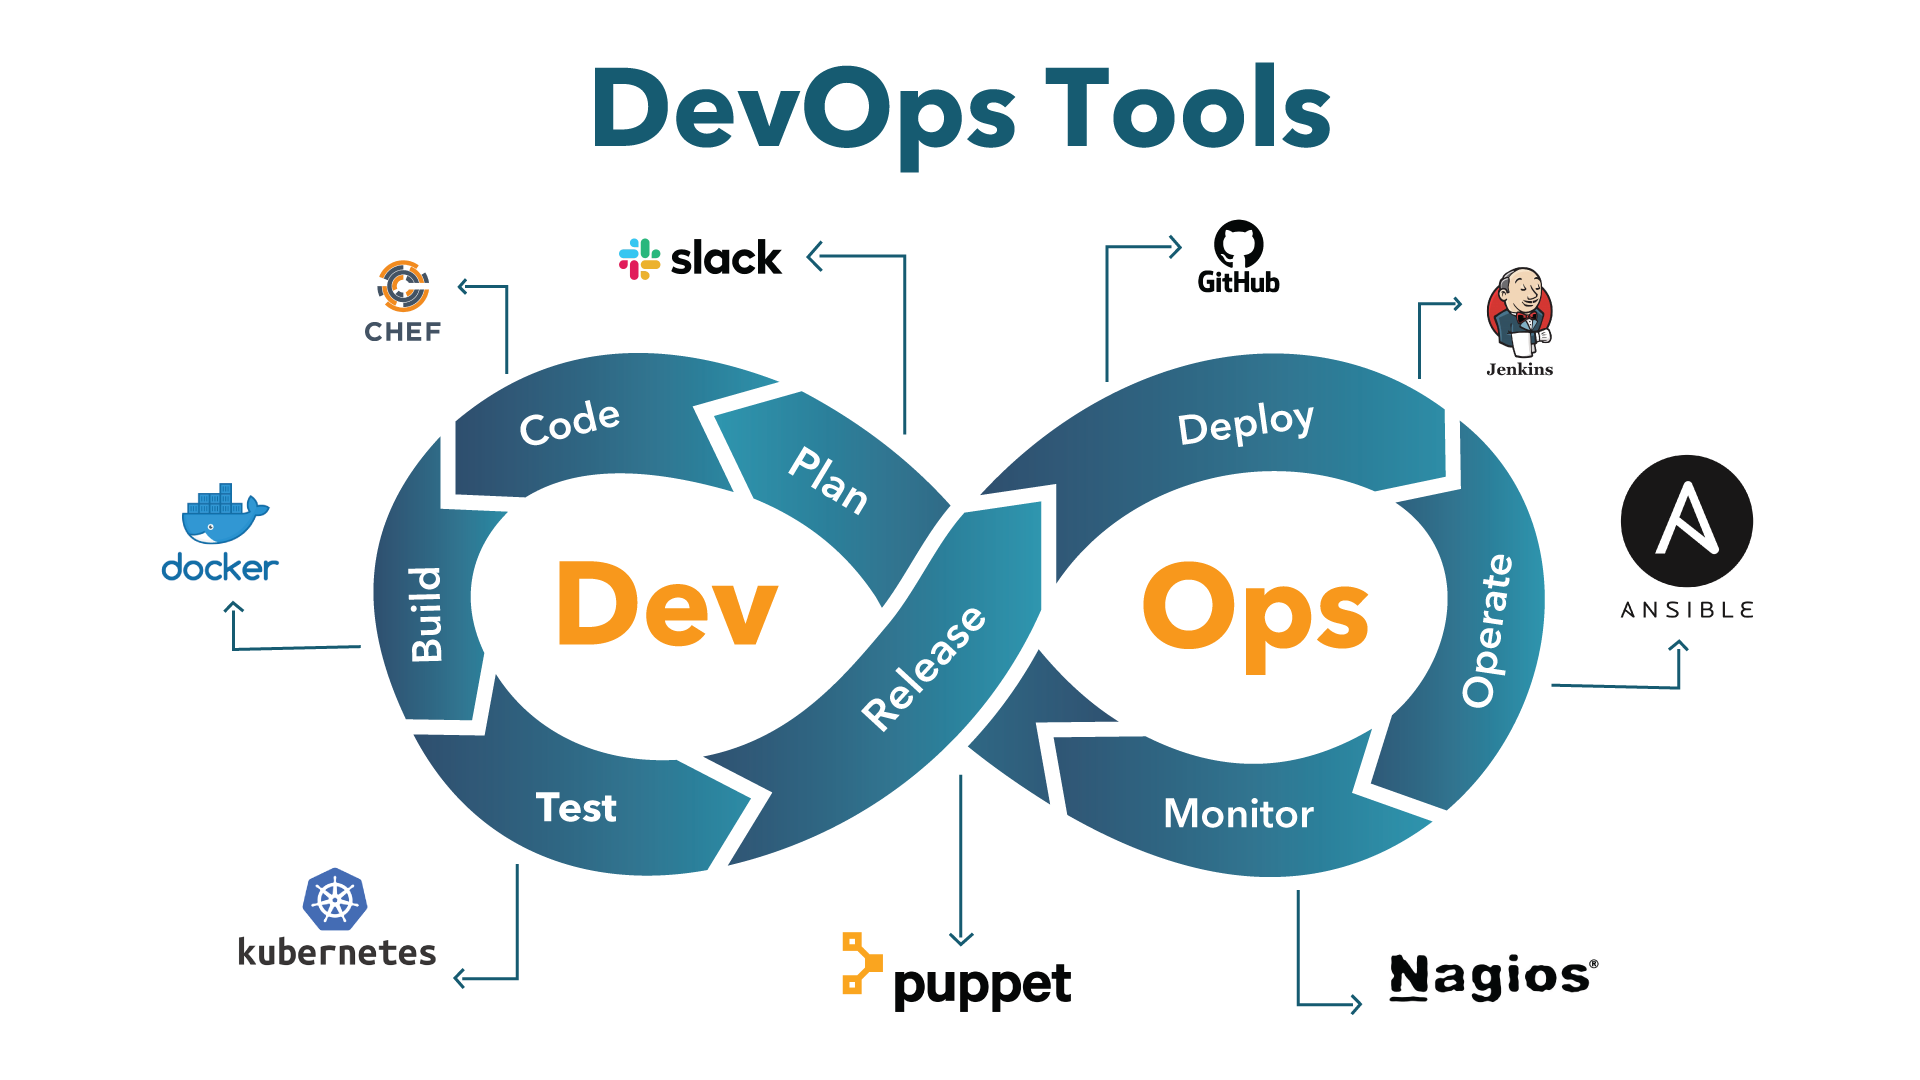 DevOps Tools
slack
GitHub
CHEF
Jenkins
Code
Plan
Deploy
docker
Build
Dev
Release
Ops
Operate
ANSIBLE
Test
Monitor
kubernetes
puppet
Nagios®